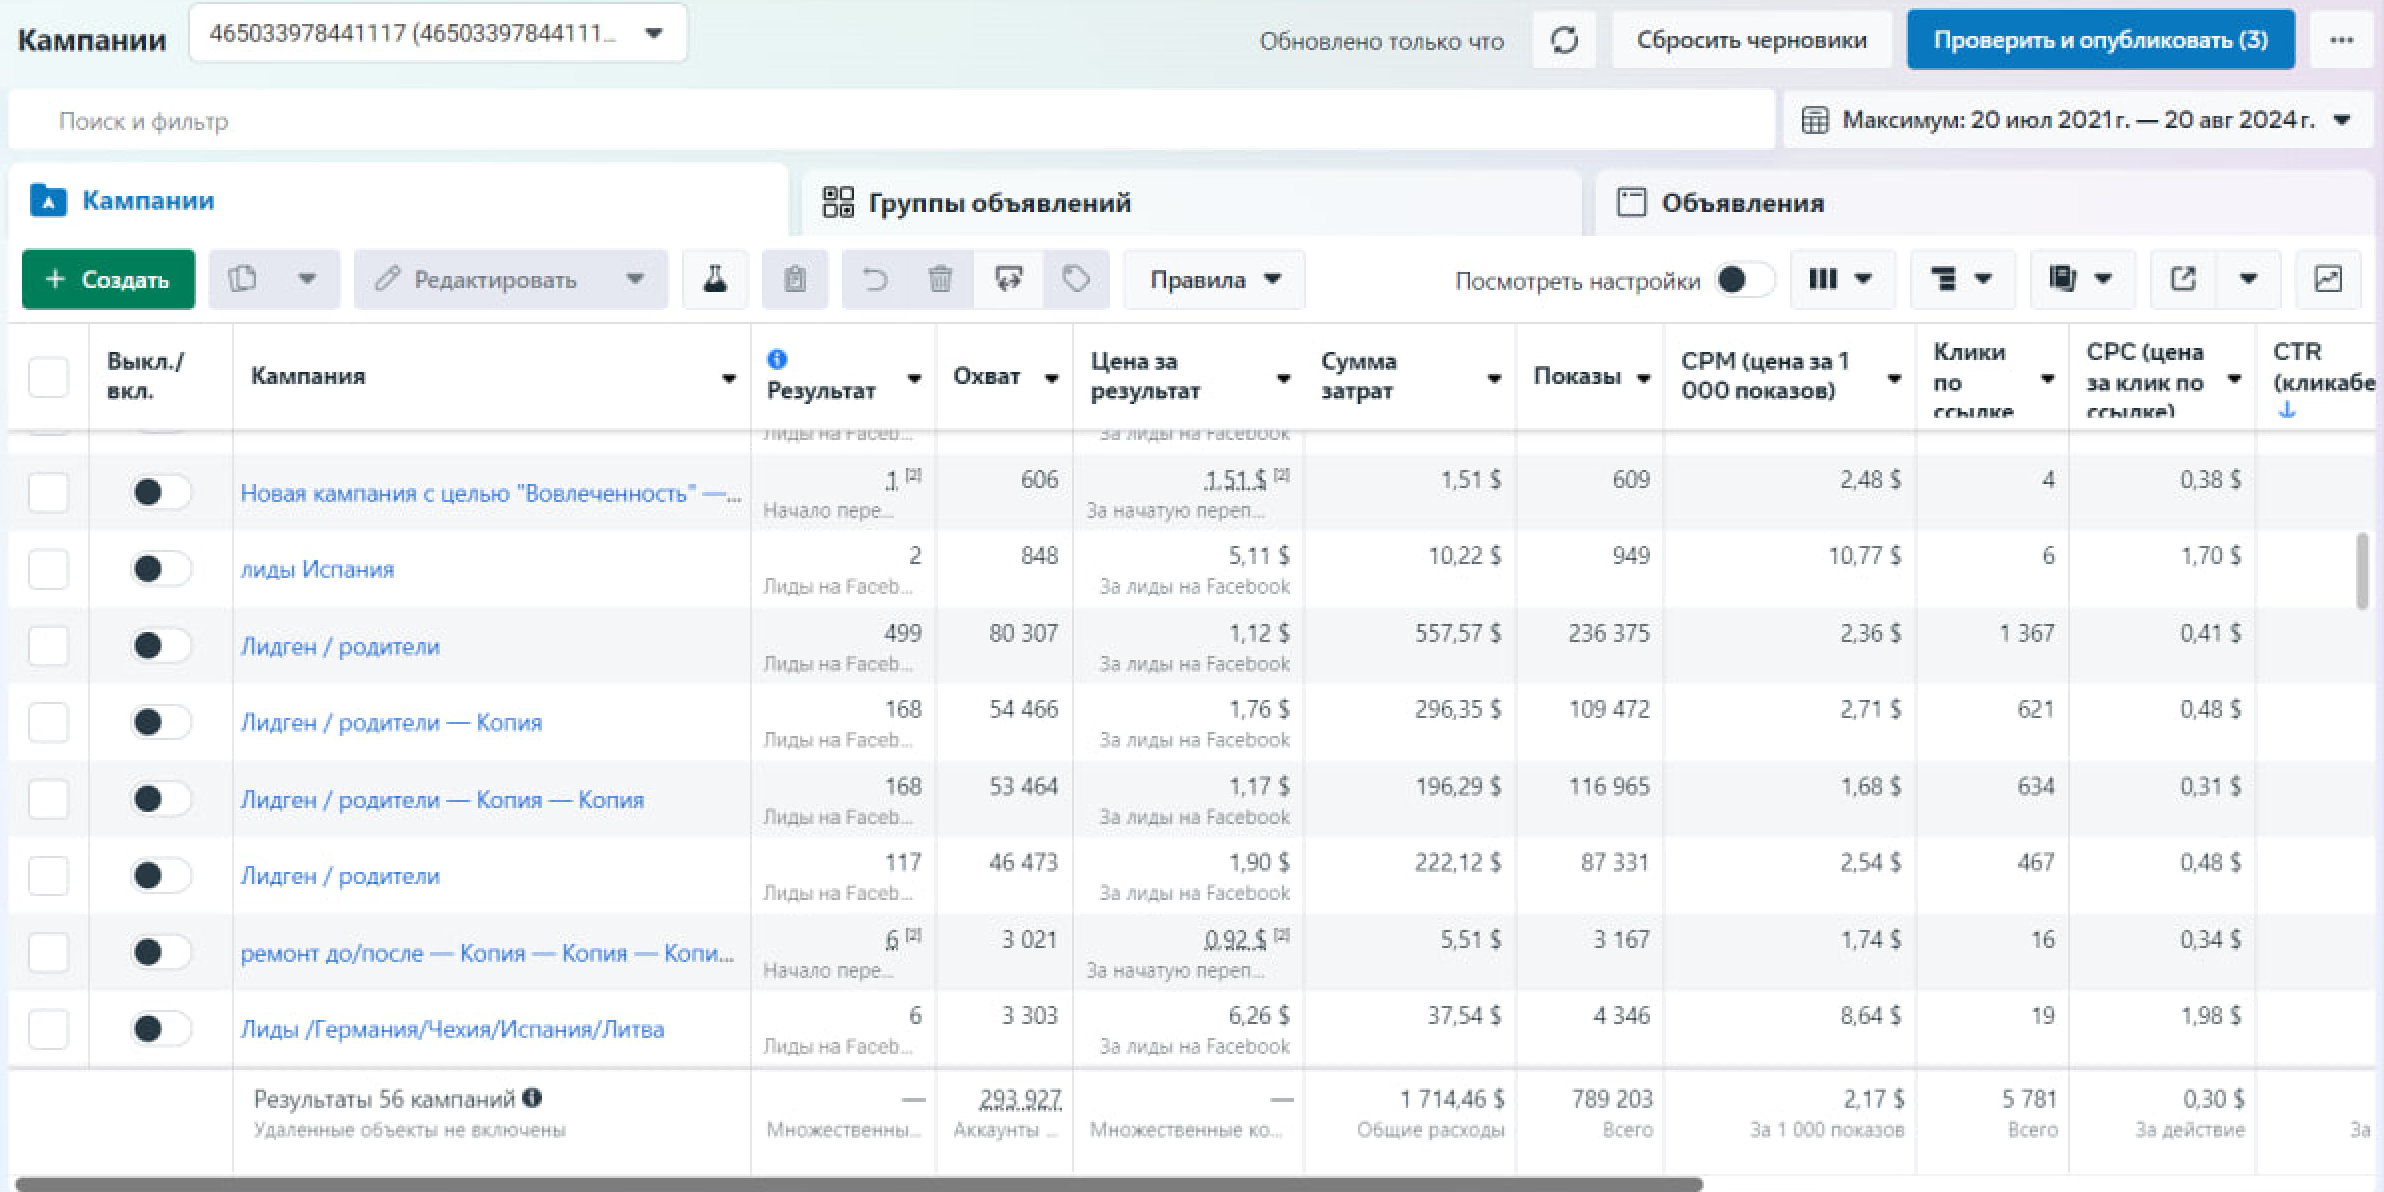 Кампании
465033978441117 (46503397844111...
Обновлено только что
Сбросить черновики
Проверить и опубликовать (3)
Поиск и фильтр
Максимум: 20 июл 2021 г. — 20 авг 2024 г.
Кампании
Группы объявлений
Объявления
+ Создать
Редактировать
Правила
Посмотреть настройки
Выкл./
вкл.
Кампания
Результат
Охват
Цена за
результат
Сумма
затрат
Показы
CPM (цена за 1
000 показов)
Клики
по
ссылке
CPC (цена
за клик по
ссылке)
CTR
(кликабе
Лиды на Faceb...
За лиды на Facebook
Новая кампания с целью "Вовлеченность" —...
1 [2]
606
1,51 $ [2]
1,51 $
609
2,48 $
4
0,38 $
Начало пере...
За начатую переп...
лиды Испания
2
848
5,11 $
10,22 $
949
10,77 $
6
1,70 $
Лиды на Faceb...
За лиды на Facebook
Лидген / родители
499
80 307
1,12 $
557,57 $
236 375
2,36 $
1 367
0,41 $
Лиды на Faceb...
За лиды на Facebook
Лидген / родители — Копия
168
54 466
1,76 $
296,35 $
109 472
2,71 $
621
0,48 $
Лиды на Faceb...
За лиды на Facebook
Лидген / родители — Копия — Копия
168
53 464
1,17 $
196,29 $
116 965
1,68 $
634
0,31 $
Лиды на Faceb...
За лиды на Facebook
Лидген / родители
117
46 473
1,90 $
222,12 $
87 331
2,54 $
467
0,48 $
Лиды на Faceb...
За лиды на Facebook
ремонт до/после — Копия — Копия — Копи...
6 [2]
3 021
0,92 $ [2]
5,51 $
3 167
1,74 $
16
0,34 $
Начало пере...
За начатую переп...
Лиды /Германия/Чехия/Испания/Литва
6
3 303
6,26 $
37,54 $
4 346
8,64 $
19
1,98 $
Лиды на Faceb...
За лиды на Facebook
Результаты 56 кампаний
—
293 927
—
1 714,46 $
789 203
2,17 $
5 781
0,30 $
Удаленные объекты не включены
Множественны...
Аккаунты ...
Множественные ко...
Общие расходы
Всего
За 1 000 показов
Всего
За действие
За